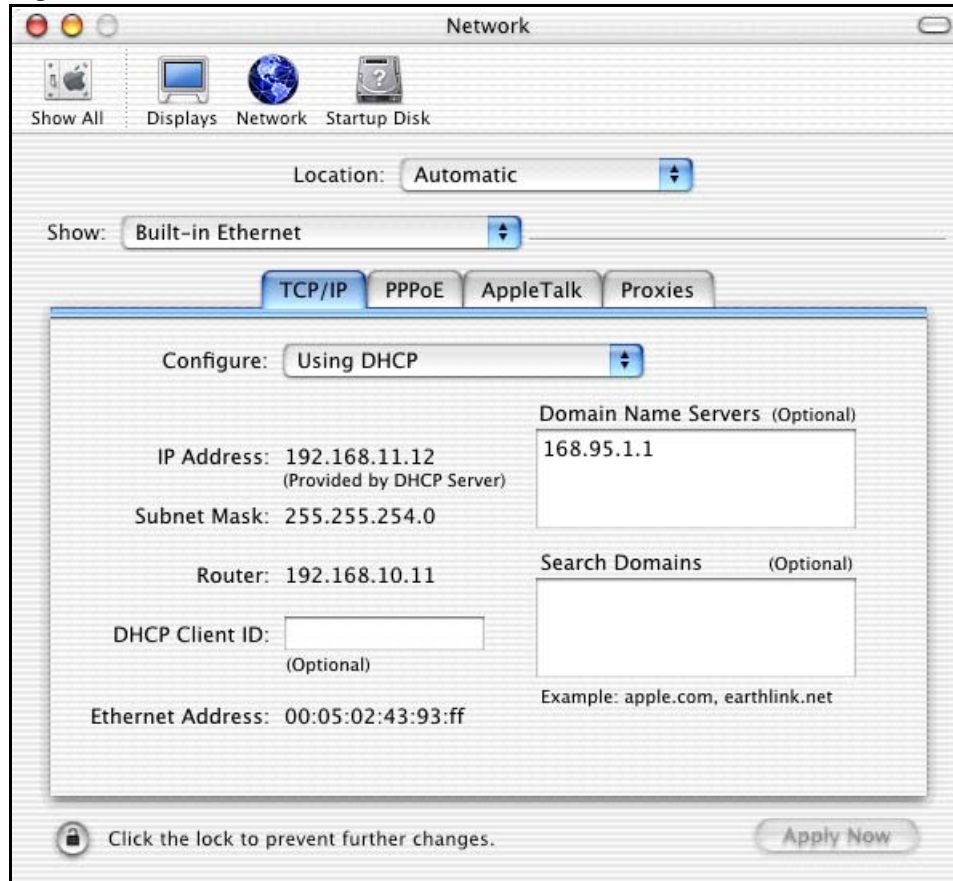 Network
Show All Displays Network Startup Disk
Location: Automatic
Show: Built-in Ethernet
TCP/IP PPPoE AppleTalk Proxies
Configure: Using DHCP
Domain Name Servers (Optional)
168.95.1.1
IP Address: 192.168.11.12
(Provided by DHCP Server)
Subnet Mask: 255.255.254.0
Search Domains (Optional)
Router: 192.168.10.11
DHCP Client ID:
(Optional)
Example: apple.com, earthlink.net
Ethernet Address: 00:05:02:43:93:ff
Click the lock to prevent further changes.
Apply Now